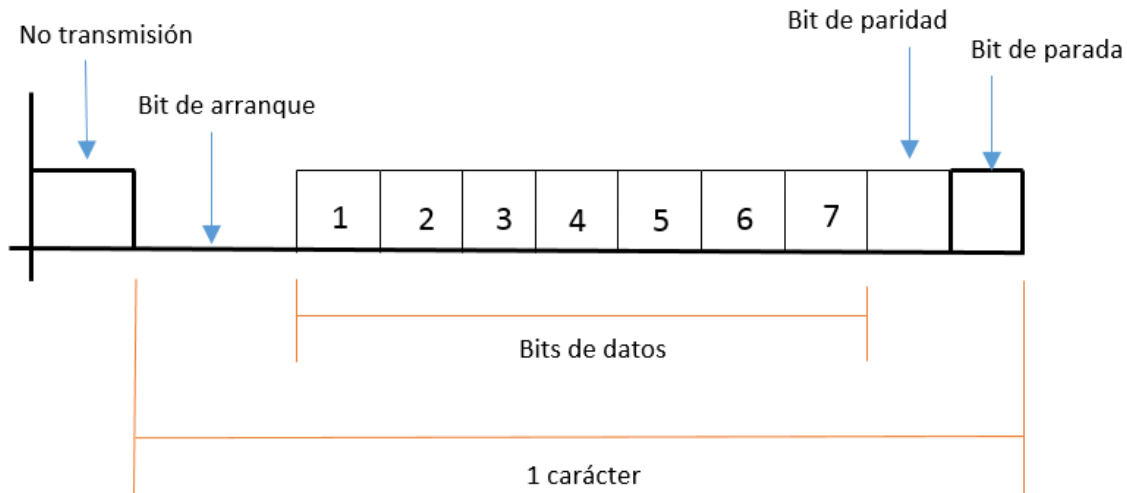 No transmisión
Bit de arranque
Bit de paridad
Bit de parada
1 2 3 4 5 6 7
Bits de datos
1 carácter